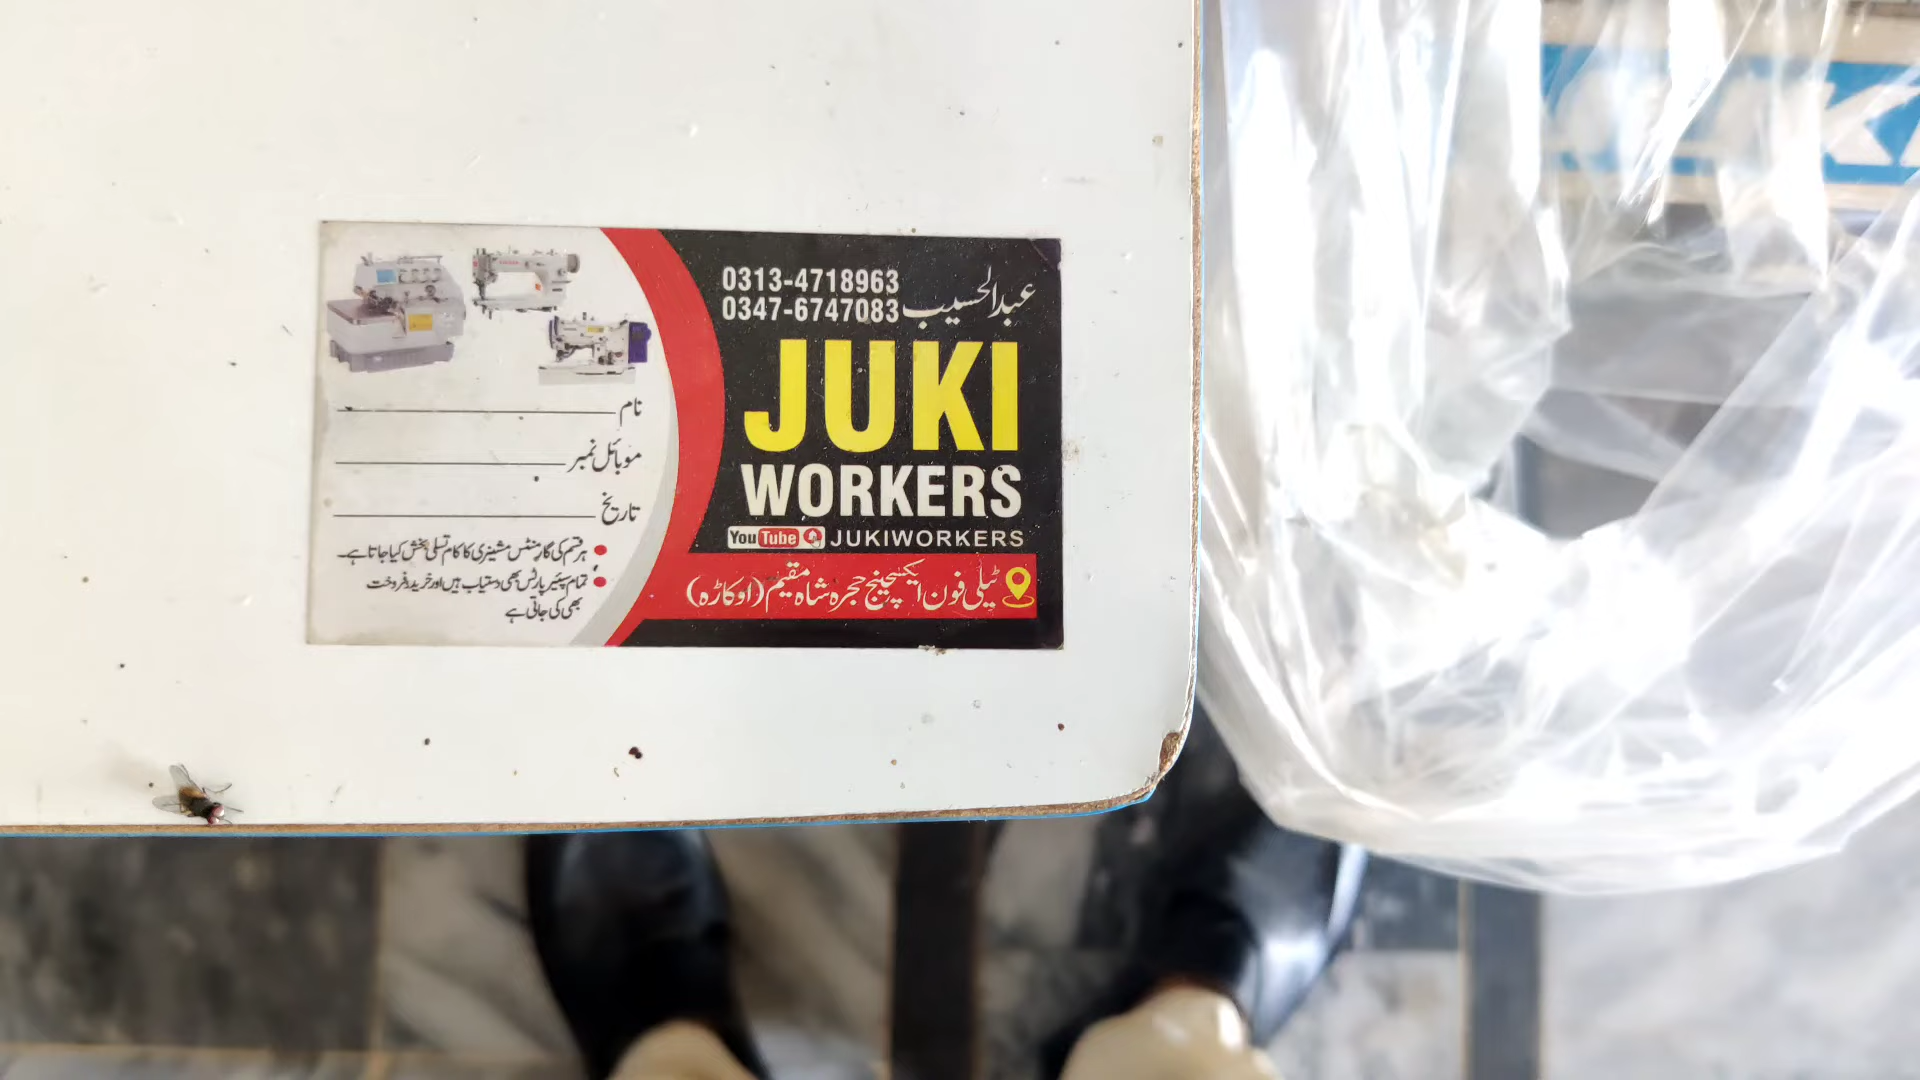 0313-4718963
0347-6747083 عبدالحسیب
JUKI
WORKERS
YouTube JUKIWORKERS
ٹیلی فون ایکسچینج حجرہ شاہ مقیم (اوکاڑہ)
نام
موبائل نمبر
تاریخ
ہر قسم کی گارمنٹس مشینری کا کام تسلی بخش کیا جاتا ہے۔
تمام سپیئر پارٹس بھی دستیاب ہیں اور خرید و فروخت
بھی کی جاتی ہے